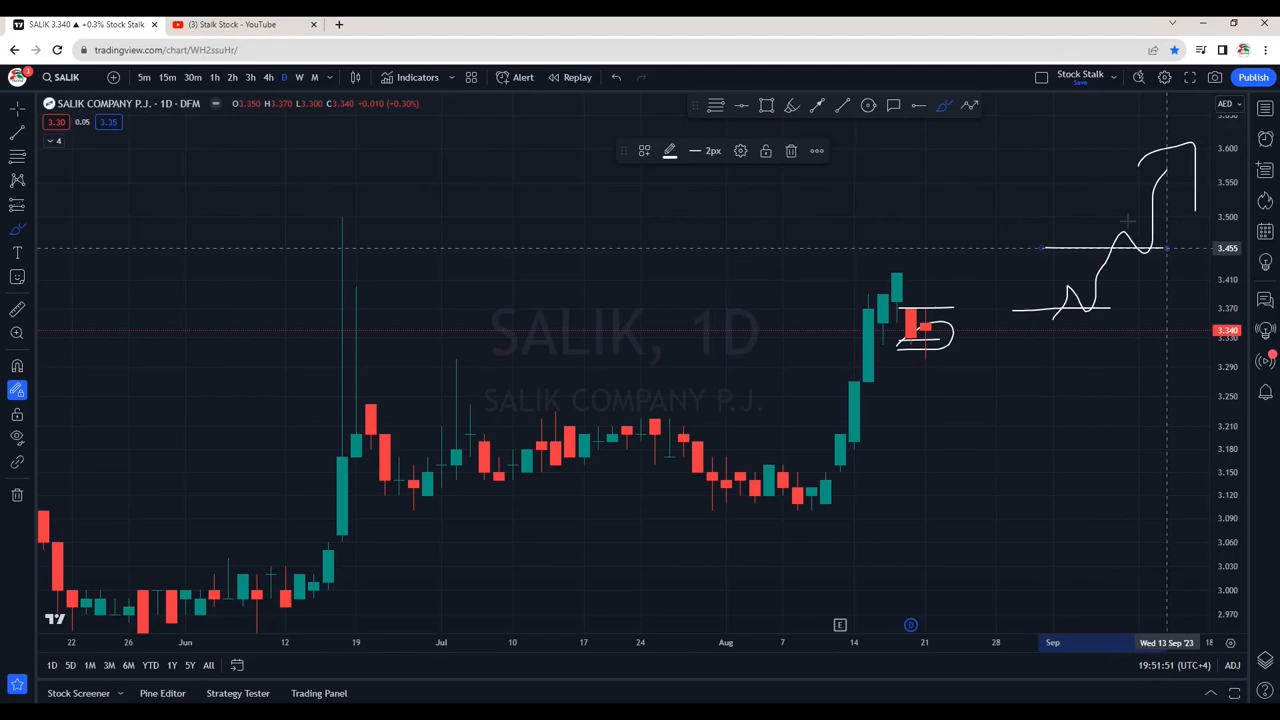 SALIK 3.340 ▲ +0.3% Stock Stalk
(3) Stalk Stock - YouTube
tradingview.com/chart/WH2ssuHr/
SALIK 5m 15m 30m 1h 2h 3h 4h D W M Indicators Alert Replay Stock Stalk Save Publish
SALIK COMPANY P.J. · 1D · DFM O3.350 H3.370 L3.300 C3.340 +0.010 (+0.30%) AED
3.30 0.05 3.35
4
2px
3.650
3.600
3.550
3.500
3.455
3.410
3.370
3.340
3.330
3.290
3.250
3.210
3.180
3.150
3.120
3.090
3.060
3.030
3.000
2.970
SALIK, 1D
SALIK COMPANY P.J.
E D
22 26 Jun 12 19 Jul 10 17 24 Aug 7 14 21 28 Sep Wed 13 Sep '23 18
1D 5D 1M 3M 6M YTD 1Y 5Y All 19:51:51 (UTC+4) ADJ
Stock Screener Pine Editor Strategy Tester Trading Panel